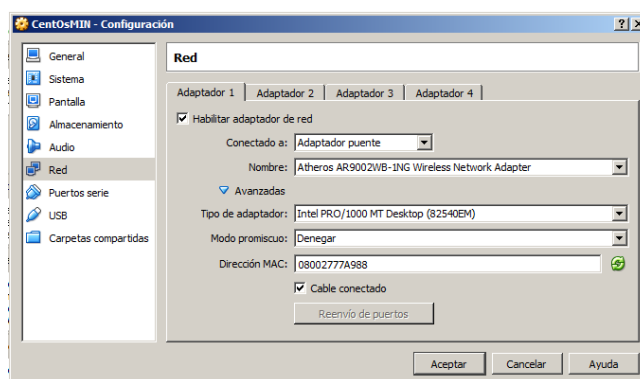 CentOsMIN - Configuración
General
Sistema
Pantalla
Almacenamiento
Audio
Red
Puertos serie
USB
Carpetas compartidas
Red
Adaptador 1 Adaptador 2 Adaptador 3 Adaptador 4
Habilitar adaptador de red
Conectado a: Adaptador puente
Nombre: Atheros AR9002WB-1NG Wireless Network Adapter
Avanzadas
Tipo de adaptador: Intel PRO/1000 MT Desktop (82540EM)
Modo promiscuo: Denegar
Dirección MAC: 08002777A988
Cable conectado
Reenvío de puertos
Aceptar Cancelar Ayuda